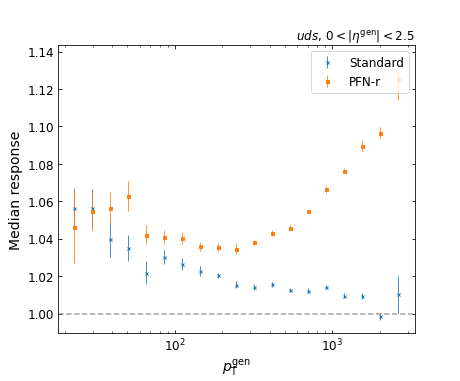 uds, 0 < |η^gen| < 2.5
1.14
1.12
1.10
1.08
1.06
1.04
1.02
1.00
Median response
Standard
PFN-r
10^2
10^3
p_T^gen